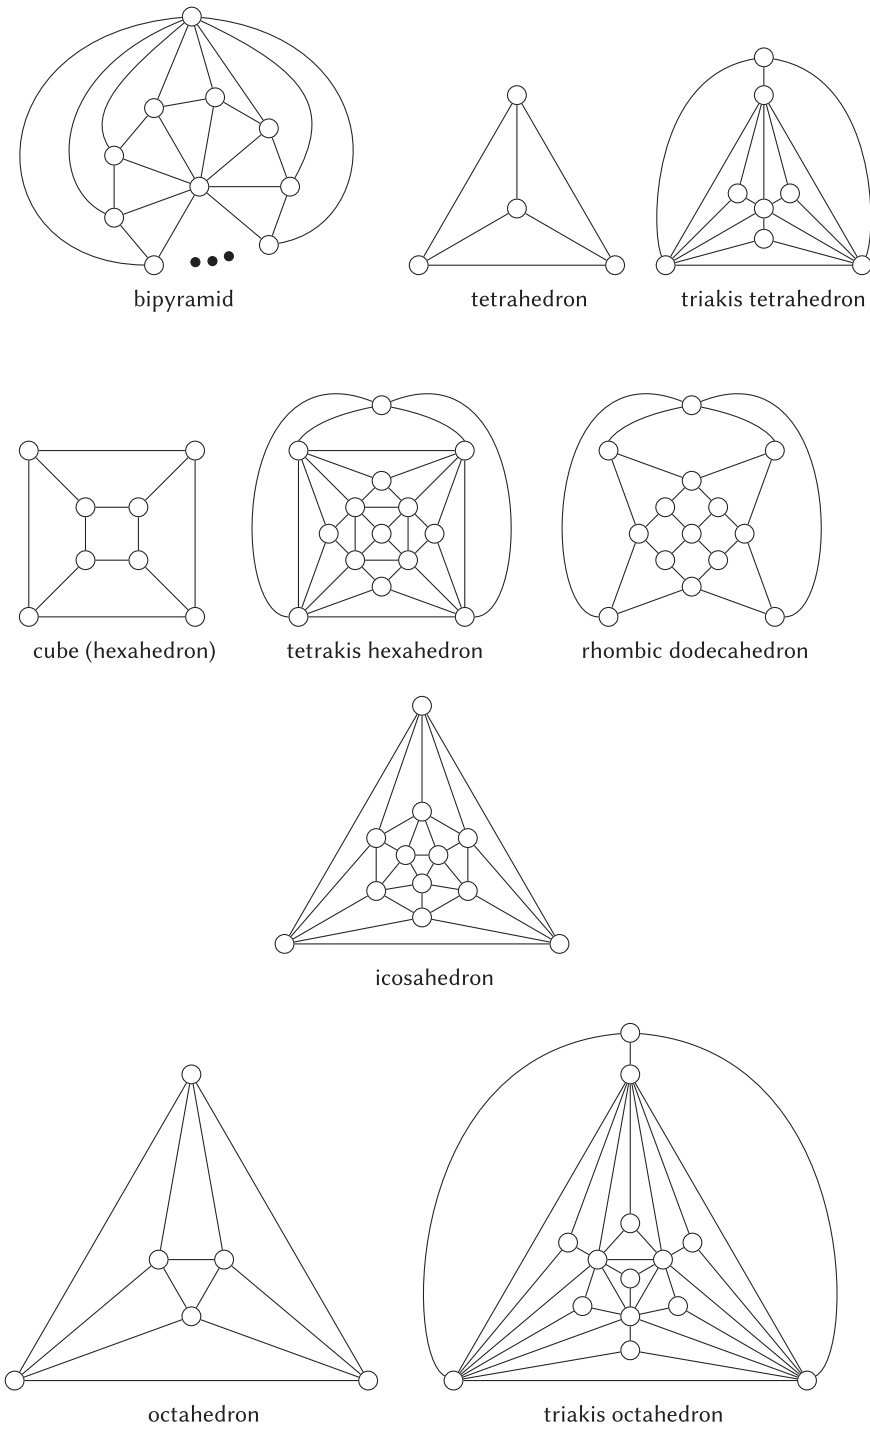 bipyramid
tetrahedron
triakis tetrahedron
cube (hexahedron)
tetrakis hexahedron
rhombic dodecahedron
icosahedron
octahedron
triakis octahedron